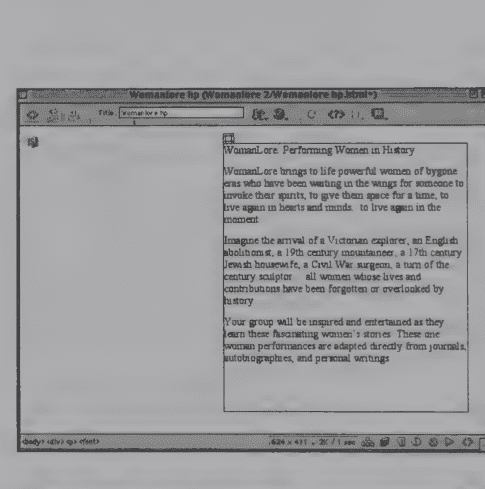 Womanlore hp (Womanlore 2/Womanlore hp.html*)
Title: Womanlore hp
WomanLore. Performing Women in History
WomanLore brings to life powerful women of bygone
eras who have been waiting in the wings for someone to
invoke their spirits, to give them space for a time, to
live again in hearts and minds. to live again in the
moment
Imagine the arrival of a Victorian explorer, an English
abolitionist, a 19th century mountaineer, a 17th century
Jewish housewife, a Civil War surgeon, a turn of the
century sculptor all women whose lives and
contributions have been forgotten or overlooked by
history
Your group will be inspired and entertained as they
learn these fascinating women's stories These one
woman performances are adapted directly from journals,
autobiographies, and personal writings
<body> <div> <p> <font> 2K / 1 sec